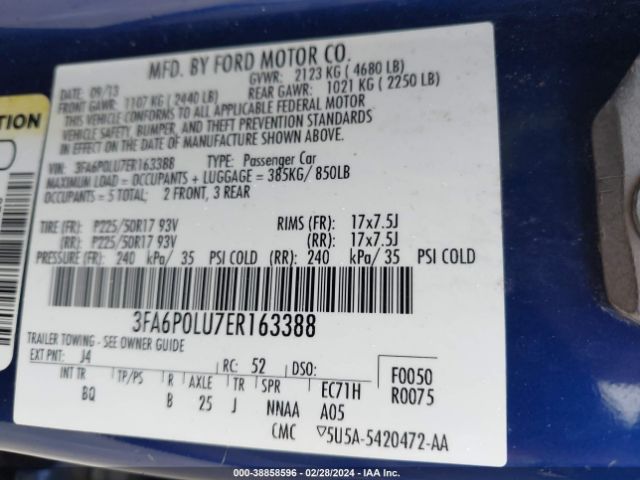 MFD. BY FORD MOTOR CO.
DATE: 09/13 GVWR: 2123 KG ( 4680 LB)
FRONT GAWR: 1107 KG ( 2440 LB) REAR GAWR: 1021 KG ( 2250 LB)
THIS VEHICLE CONFORMS TO ALL APPLICABLE FEDERAL MOTOR
VEHICLE SAFETY, BUMPER, AND THEFT PREVENTION STANDARDS
IN EFFECT ON THE DATE OF MANUFACTURE SHOWN ABOVE.
VIN: 3FA6P0LU7ER163388 TYPE: Passenger Car
MAXIMUM LOAD = OCCUPANTS + LUGGAGE = 385KG/ 850LB
OCCUPANTS = 5 TOTAL; 2 FRONT, 3 REAR
TIRE (FR): P225/50R17 93V RIMS (FR): 17x7.5J
(RR): P225/50R17 93V (RR): 17x7.5J
PRESSURE (FR): 240 kPa/ 35 PSI COLD (RR): 240 kPa/ 35 PSI COLD
3FA6P0LU7ER163388
TRAILER TOWING - SEE OWNER GUIDE
EXT PNT: J4 RC: 52 DSO: F0050
INT TR TP/PS R AXLE TR SPR EC71H R0075
BQ B 25 J NNAA A05
CMC ▽5U5A-5420472-AA
TION
000-38858596 - 02/28/2024 - IAA Inc.